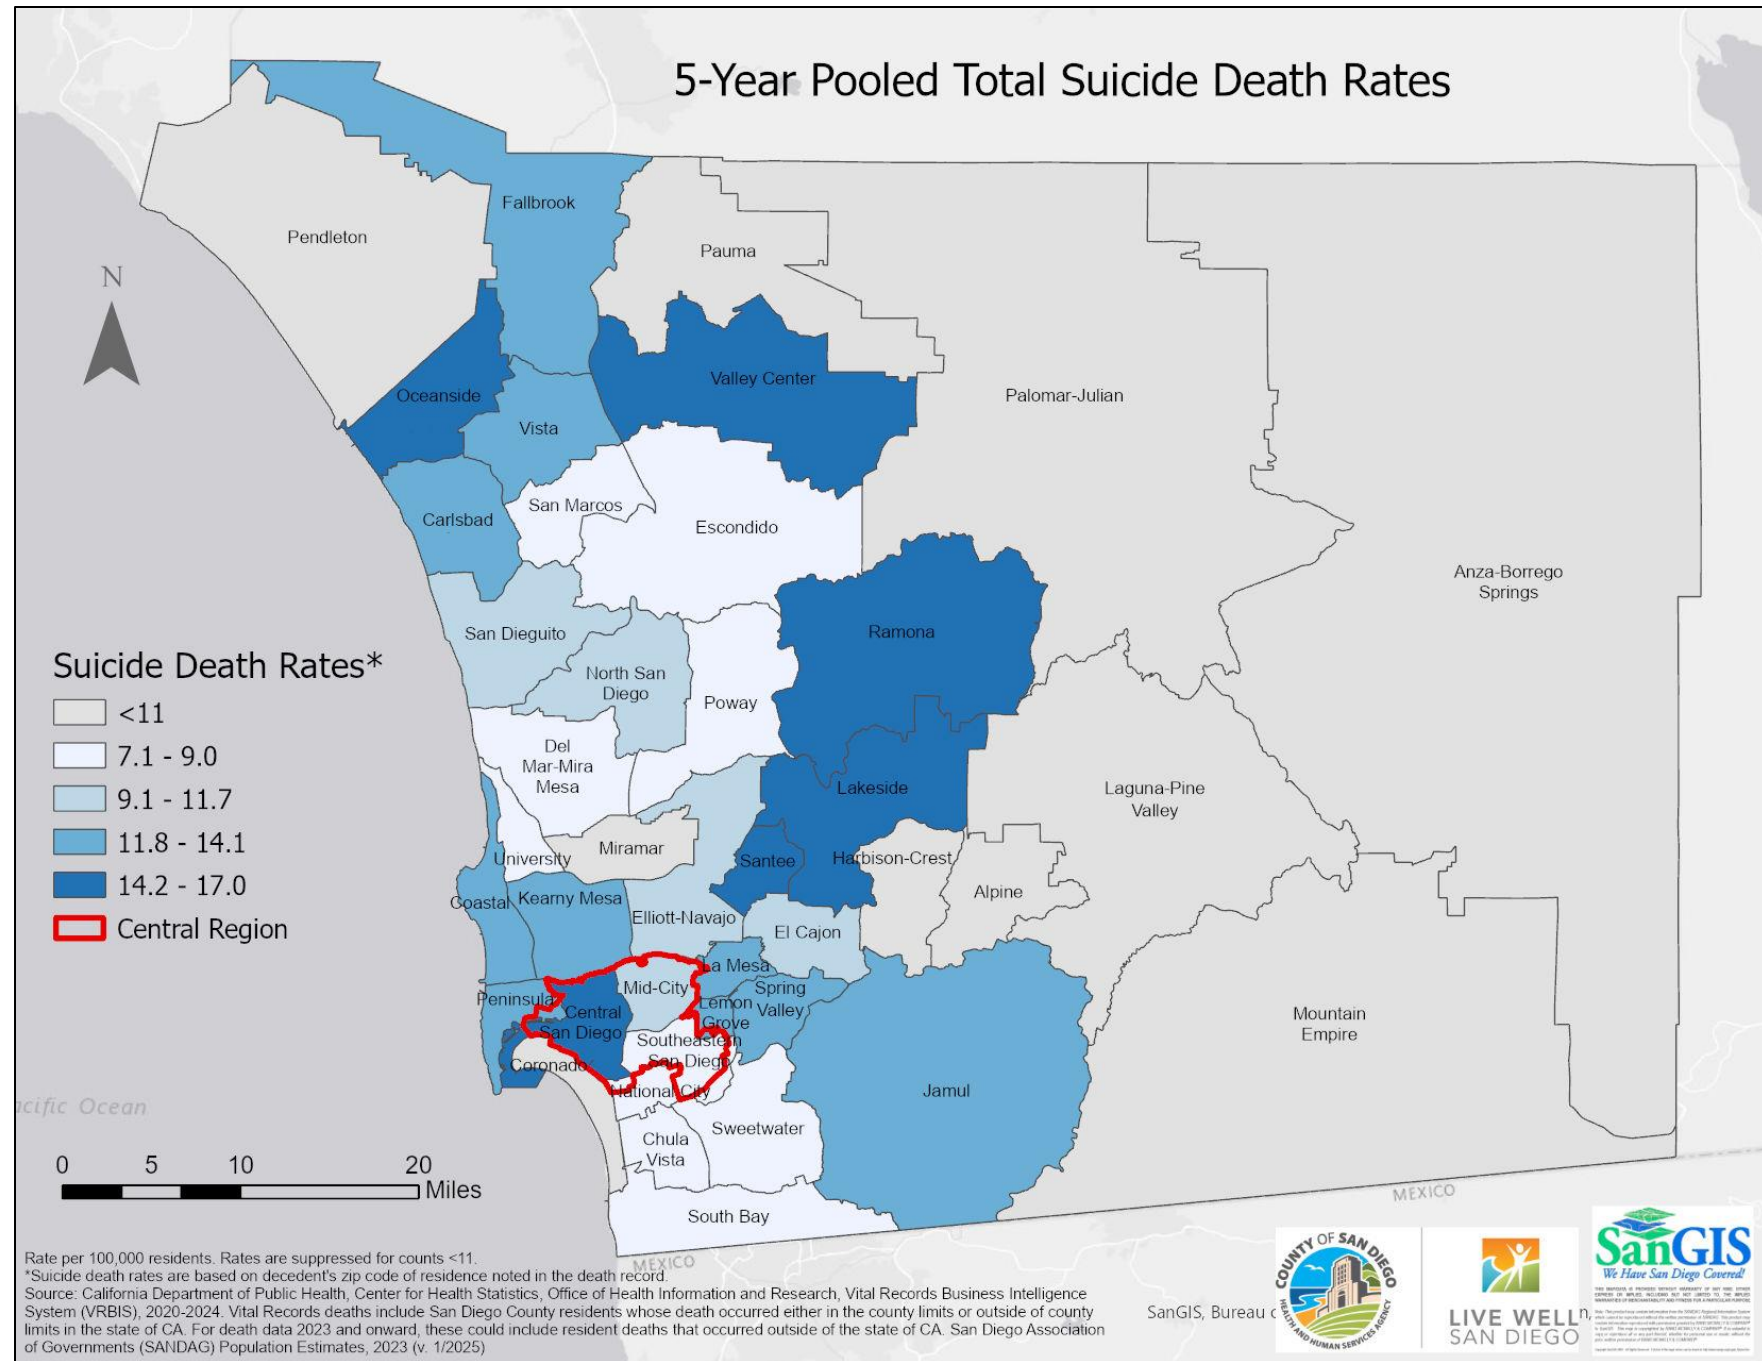 5-Year Pooled Total Suicide Death Rates
Fallbrook
Pendleton
Pauma
N
Valley Center
Oceanside
Palomar-Julian
Vista
San Marcos
Carlsbad
Escondido
Anza-Borrego
Springs
San Dieguito
Ramona
North San
Diego
Poway
Del
Mar-Mira
Mesa
Lakeside
Laguna-Pine
Valley
University
Miramar
Santee
Harbison-Crest
Alpine
Coastal
Kearny Mesa
Elliott-Navajo
El Cajon
La Mesa
Mid-City
Spring
Valley
Peninsula
Lemon
Grove
Central
San Diego
Mountain
Empire
Southeastern
San Diego
Coronado
National City
Jamul
Sweetwater
Chula
Vista
South Bay
Suicide Death Rates*
<11
7.1 - 9.0
9.1 - 11.7
11.8 - 14.1
14.2 - 17.0
Central Region
acific Ocean
0 5 10 20
Miles
MEXICO
MEXICO
Rate per 100,000 residents. Rates are suppressed for counts <11.
*Suicide death rates are based on decedent's zip code of residence noted in the death record.
Source: California Department of Public Health, Center for Health Statistics, Office of Health Information and Research, Vital Records Business Intelligence
System (VRBIS), 2020-2024. Vital Records deaths include San Diego County residents whose death occurred either in the county limits or outside of county
limits in the state of CA. For death data 2023 and onward, these could include resident deaths that occurred outside of the state of CA. San Diego Association
of Governments (SANDAG) Population Estimates, 2023 (v. 1/2025)
SanGIS, Bureau
COUNTY OF SAN DIEGO
HEALTH AND HUMAN SERVICES AGENCY
LIVE WELL
SAN DIEGO
SanGIS
We Have San Diego Covered!